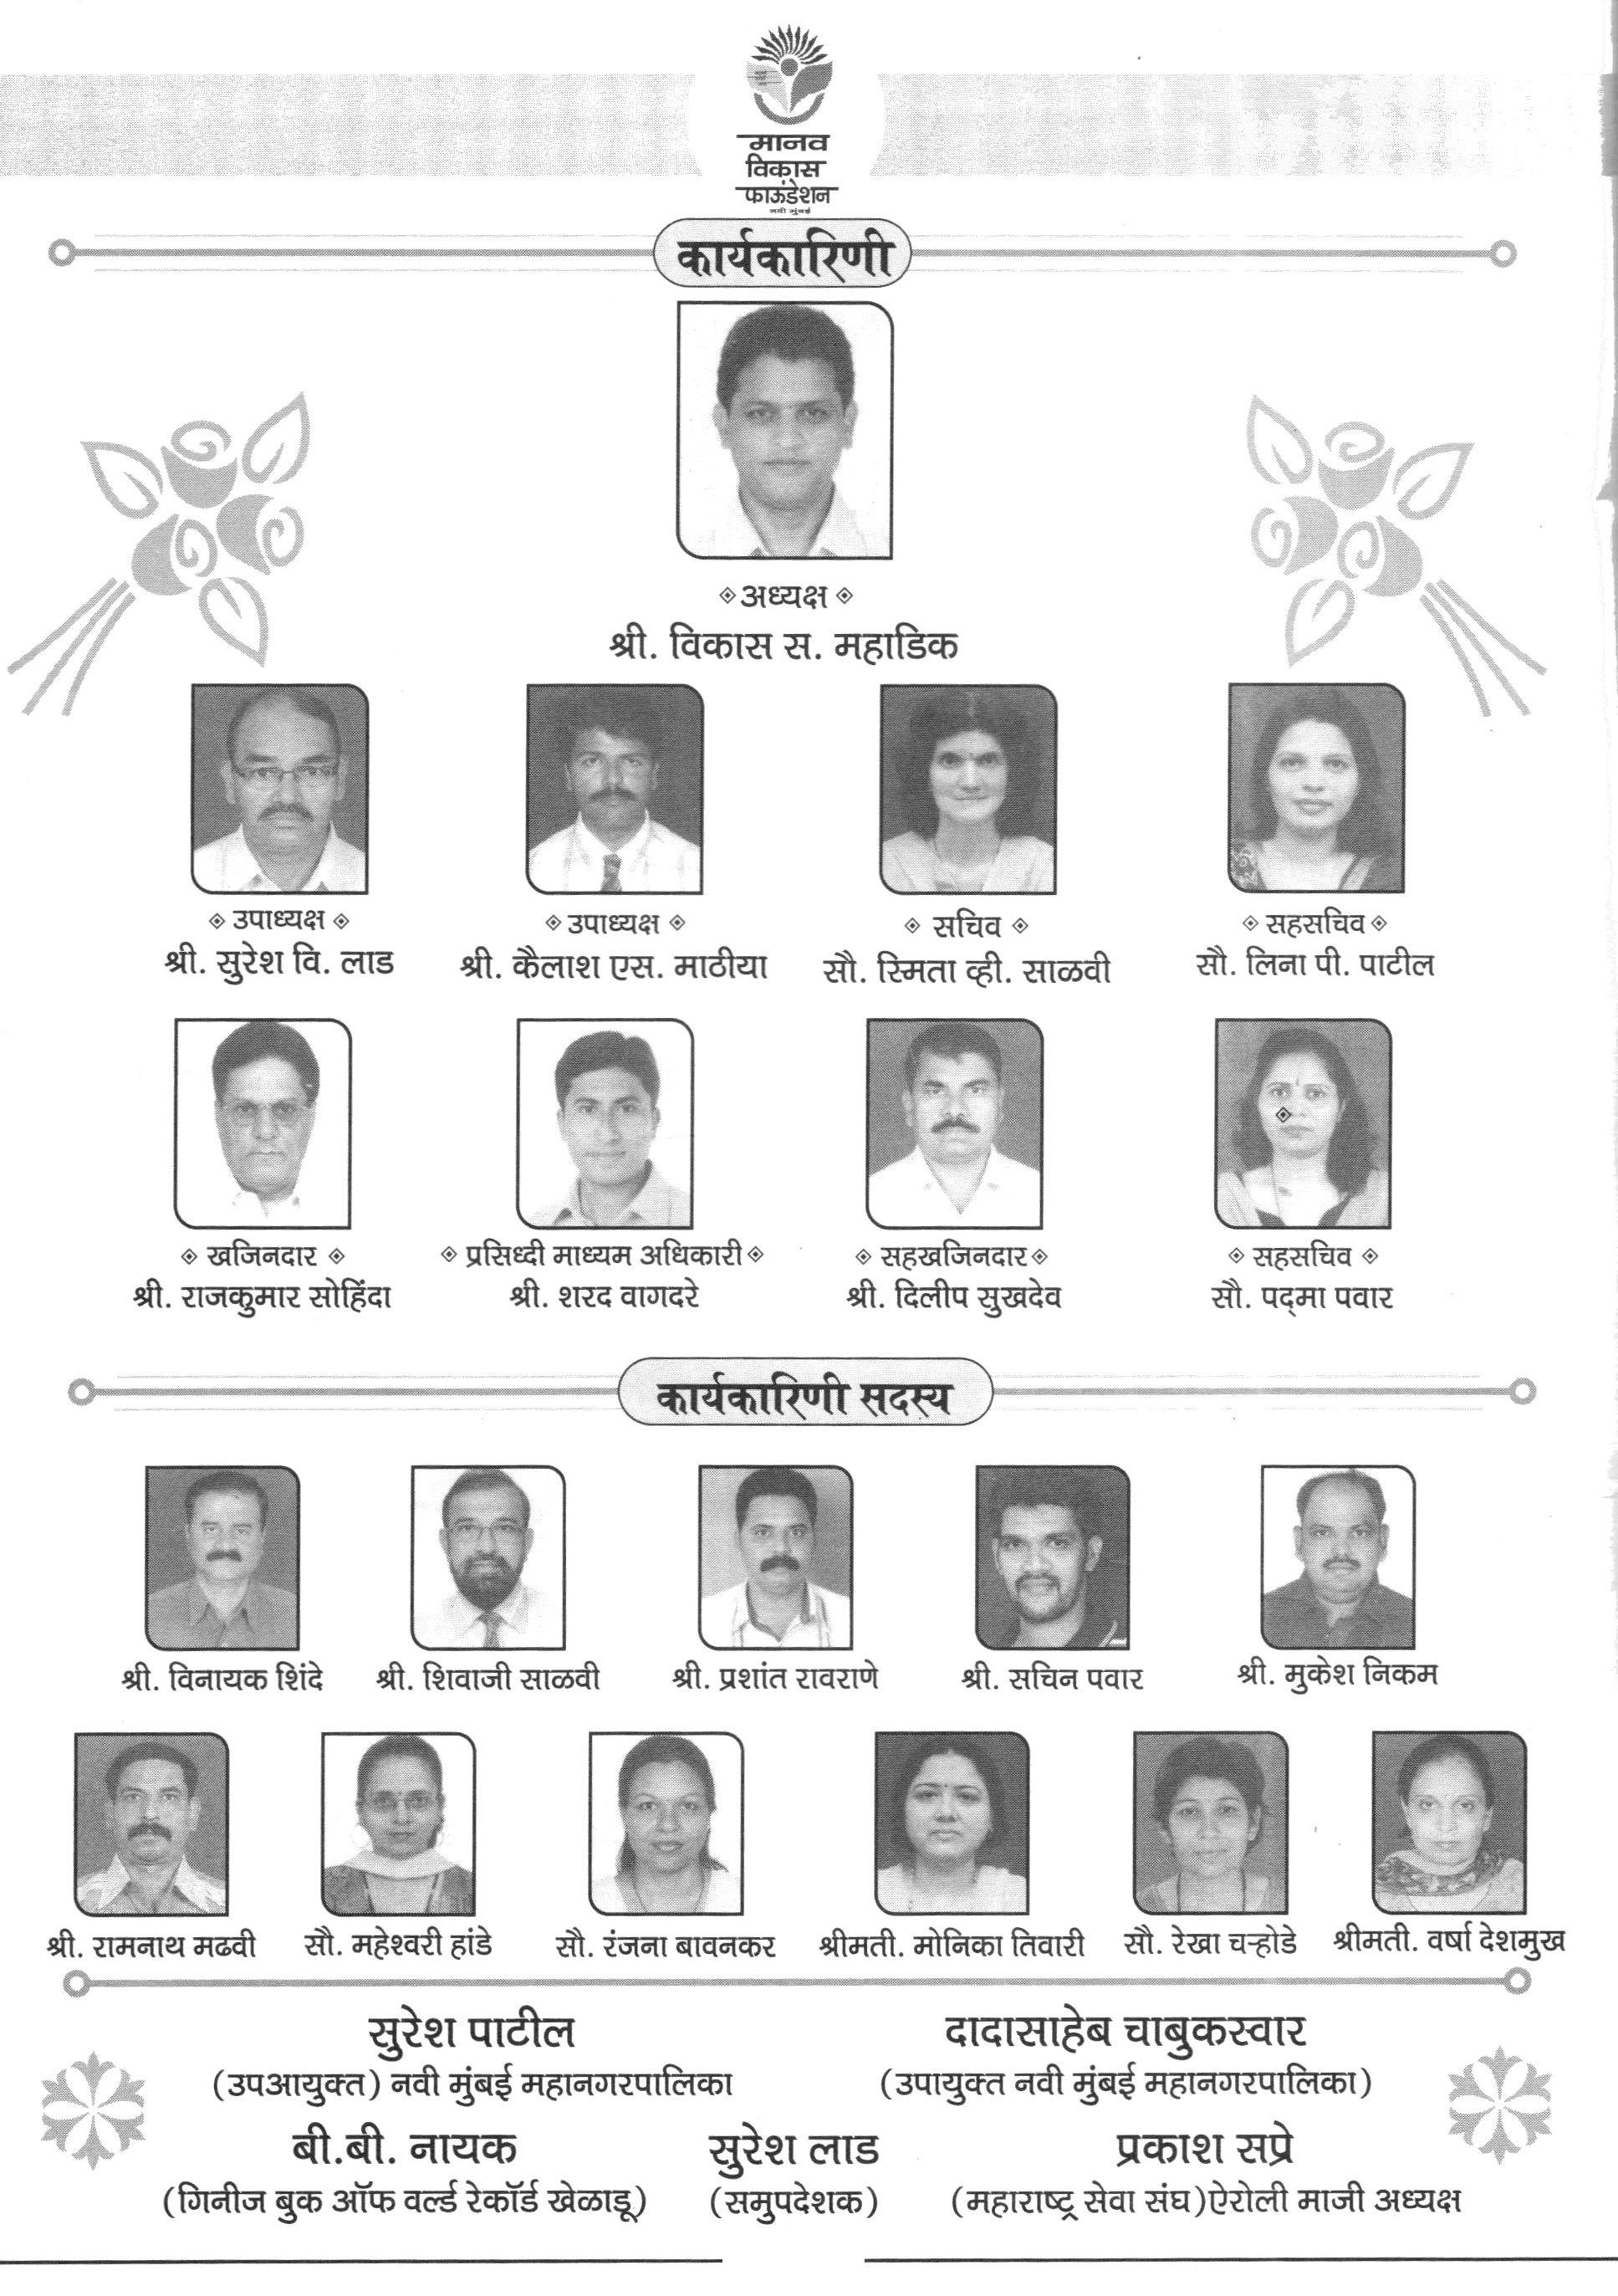 मानव
विकास
फाऊंडेशन
नवी मुंबई
कार्यकारिणी
अध्यक्ष
श्री. विकास स. महाडिक
उपाध्यक्ष उपाध्यक्ष सचिव सहसचिव
श्री. सुरेश वि. लाड श्री. कैलाश एस. माठीया सौ. स्मिता व्ही. साळवी सौ. लिना पी. पाटील
खजिनदार प्रसिध्दी माध्यम अधिकारी सहखजिनदार सहसचिव
श्री. राजकुमार सोहिंदा श्री. शरद वागदरे श्री. दिलीप सुखदेव सौ. पद्मा पवार
कार्यकारिणी सदस्य
श्री. विनायक शिंदे श्री. शिवाजी साळवी श्री. प्रशांत रावराणे श्री. सचिन पवार श्री. मुकेश निकम
श्री. रामनाथ मढवी सौ. महेश्वरी हांडे सौ. रंजना बावनकर श्रीमती. मोनिका तिवारी सौ. रेखा चऱ्होडे श्रीमती. वर्षा देशमुख
सुरेश पाटील दादासाहेब चाबुकस्वार
(उपआयुक्त) नवी मुंबई महानगरपालिका (उपायुक्त नवी मुंबई महानगरपालिका)
बी.बी. नायक सुरेश लाड प्रकाश सप्रे
(गिनीज बुक ऑफ वर्ल्ड रेकॉर्ड खेळाडू) (समुपदेशक) (महाराष्ट्र सेवा संघ)ऐरोली माजी अध्यक्ष